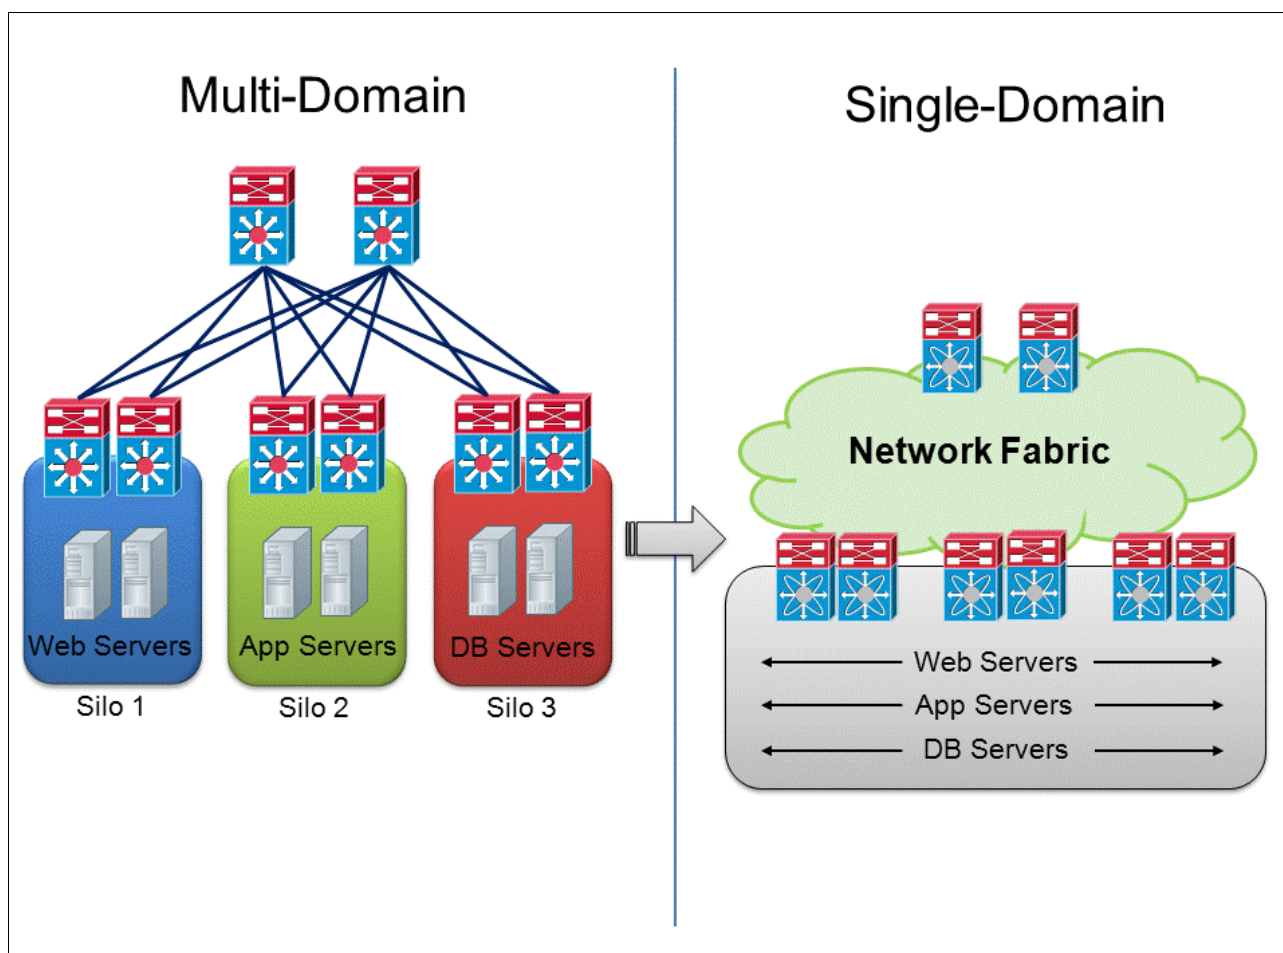 Multi-Domain
Single-Domain
Network Fabric
Web Servers
App Servers
DB Servers
Silo 1
Silo 2
Silo 3
Web Servers
App Servers
DB Servers